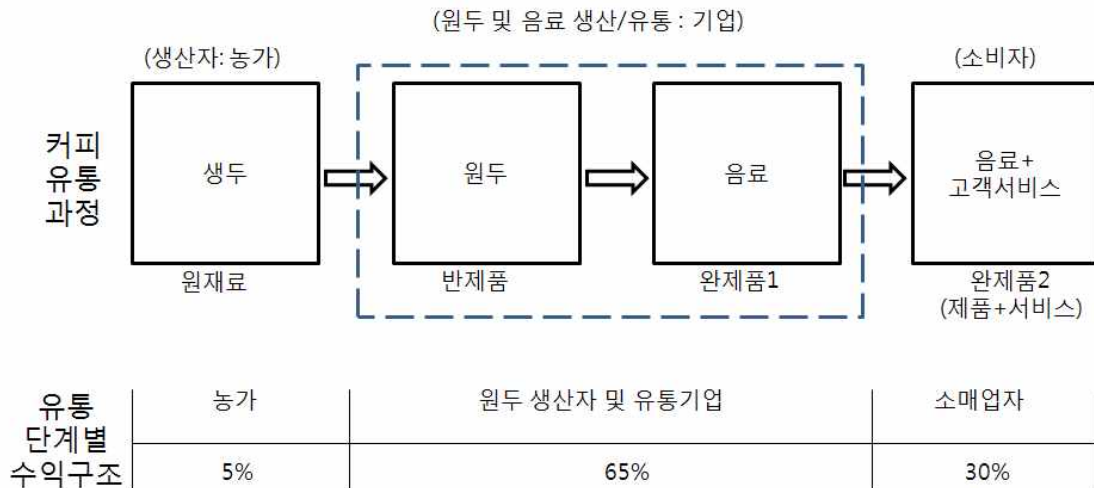 (원두 및 음료 생산/유통 : 기업)
(생산자: 농가)
(소비자)
커피
유통
과정
생두
원두
음료
음료+
고객서비스
원재료
반제품
완제품1
완제품2
(제품+서비스)
유통
단계별
수익구조
농가
원두 생산자 및 유통기업
소매업자
5%
65%
30%